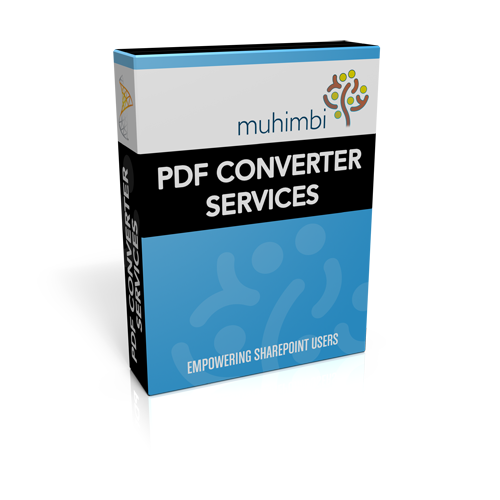 muhimbi
PDF CONVERTER
SERVICES
EMPOWERING SHAREPOINT USERS
PDF CONVERTER
SERVICES